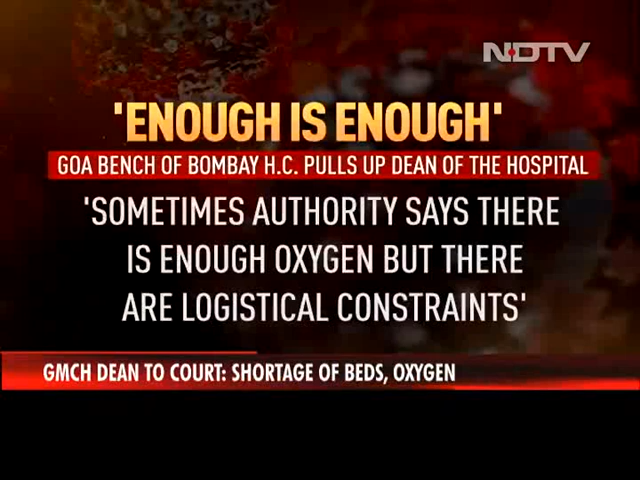 NDTV
'ENOUGH IS ENOUGH'
GOA BENCH OF BOMBAY H.C. PULLS UP DEAN OF THE HOSPITAL
'SOMETIMES AUTHORITY SAYS THERE
IS ENOUGH OXYGEN BUT THERE
ARE LOGISTICAL CONSTRAINTS'
GMCH DEAN TO COURT: SHORTAGE OF BEDS, OXYGEN